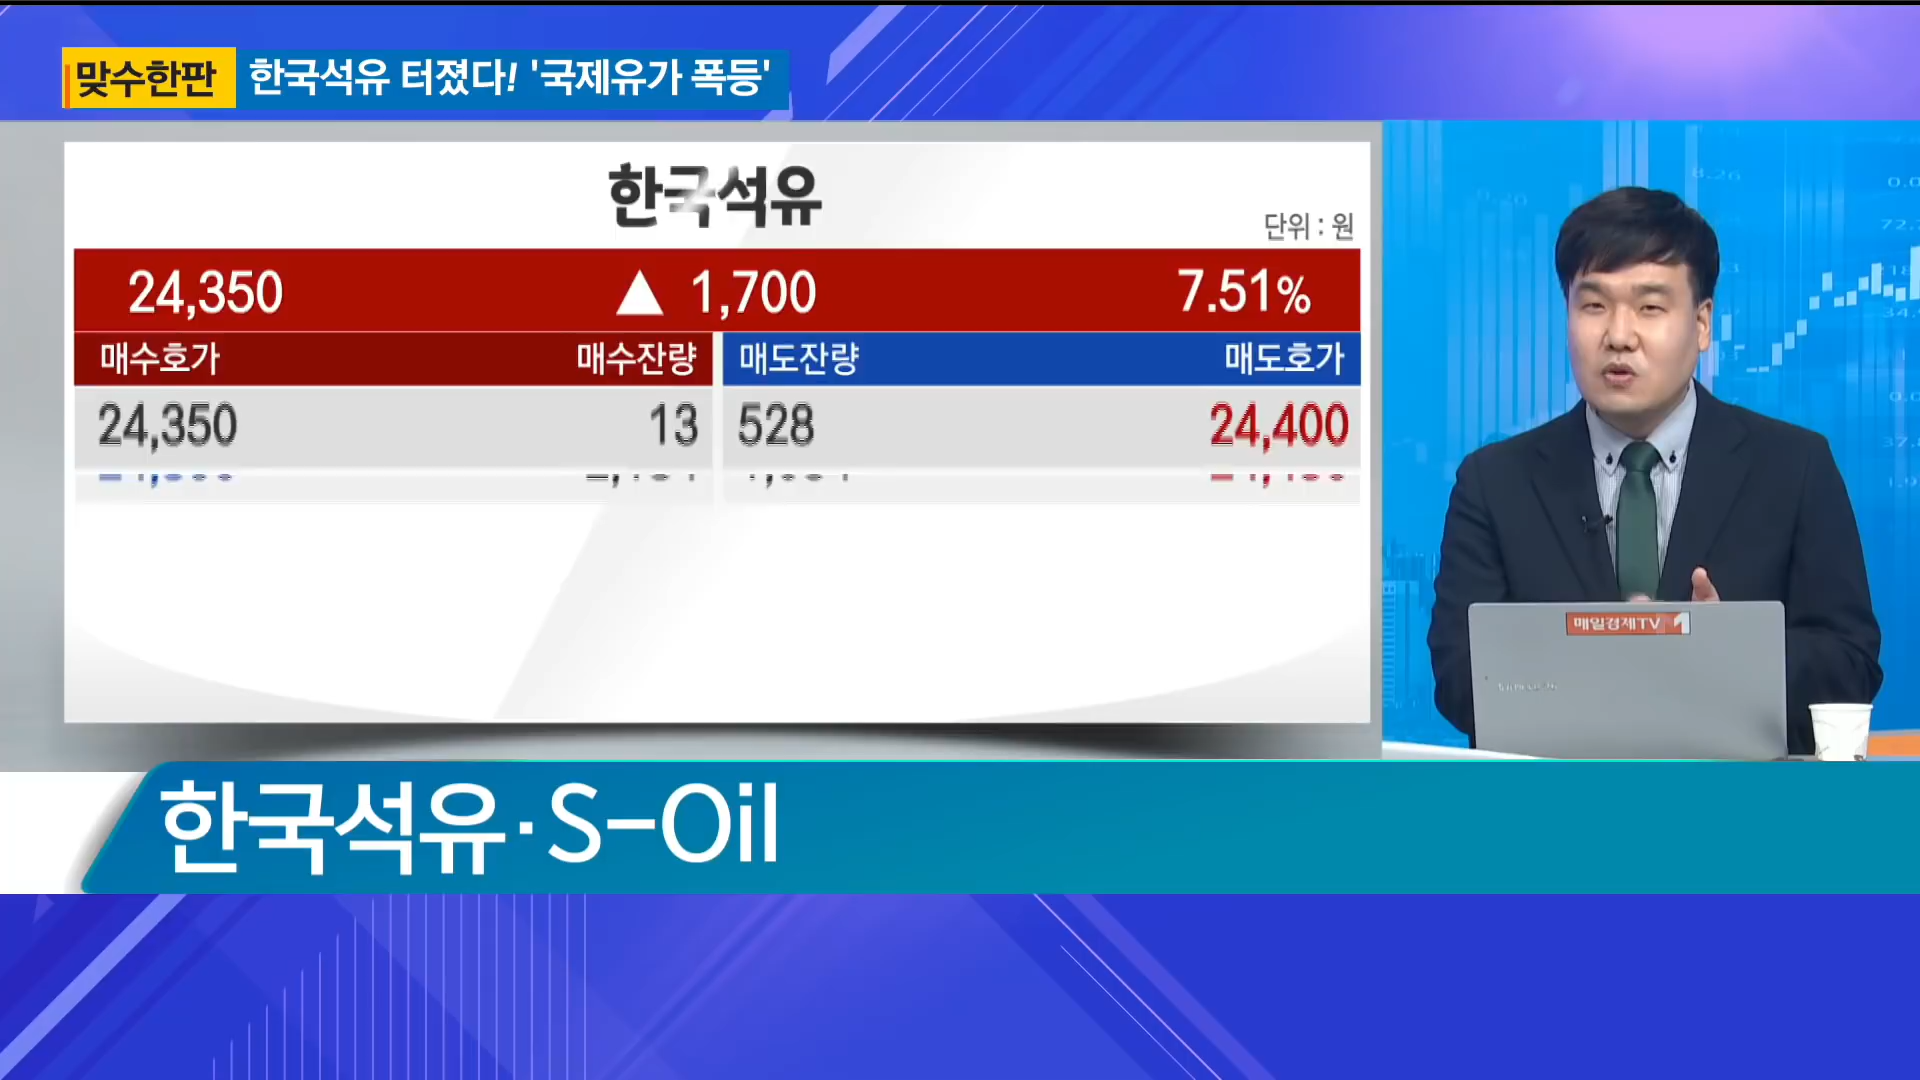 맞수한판
한국석유 터졌다! '국제유가 폭등'
한국석유
단위 : 원
24,350 ▲ 1,700 7.51%
매수호가 매수잔량 매도잔량 매도호가
24,350 13 528 24,400
매일경제TV 1
한국석유·S-Oil